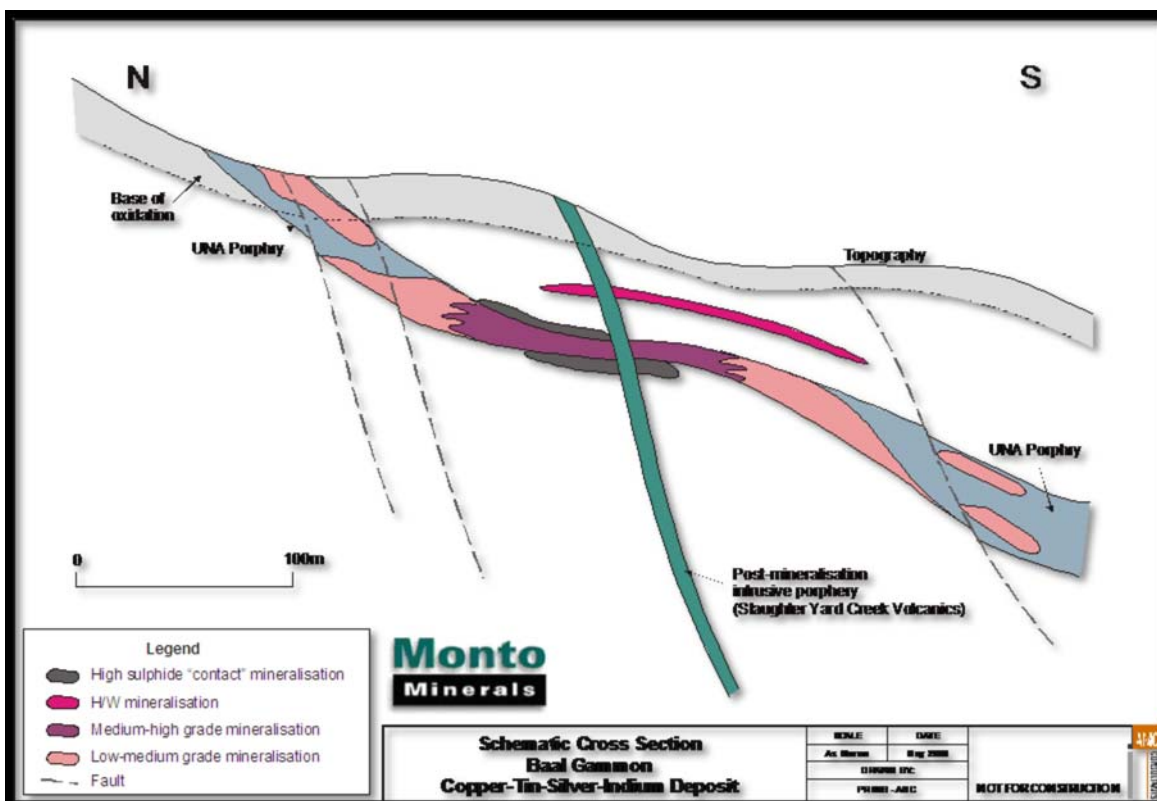 N
S
Base of
oxidation
UNA Porphry
Topography
UNA Porphry
0
100m
Post-mineralisation
intrusive porphery
(Slaughter Yard Creek Volcanics)
Legend
High sulphide "contact" mineralisation
H/W mineralisation
Medium-high grade mineralisation
Low-medium grade mineralisation
Fault
Monto
Minerals
Schematic Cross Section
Baal Gammon
Copper-Tin-Silver-Indium Deposit
SCALE
DATE
As Shown
DRAWN BY:
NOT FOR CONSTRUCTION